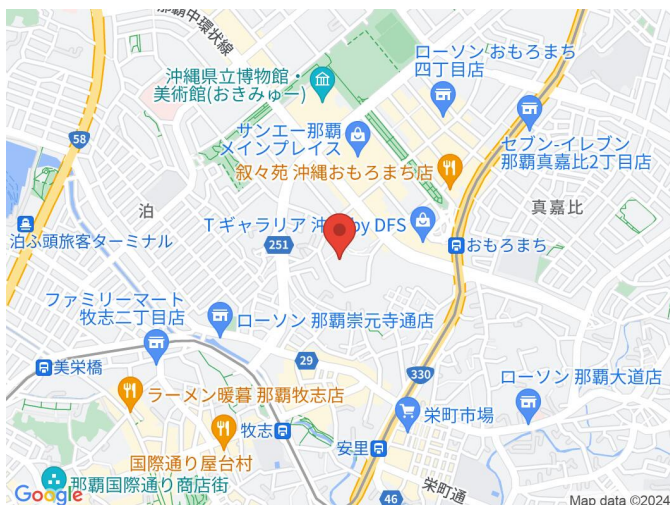 那覇中環状線
ローソン おもろまち
四丁目店
沖縄県立博物館・
美術館(おきみゅー)
58
サンエー那覇
メインプレイス
セブン-イレブン
那覇真嘉比2丁目店
叙々苑 沖縄おもろまち店
真嘉比
泊
泊ふ頭旅客ターミナル
Tギャラリア 沖
by DFS
251
おもろまち
ファミリーマート
牧志二丁目店
ローソン 那覇崇元寺通店
29
美栄橋
330
ローソン 那覇大道店
ラーメン暖暮 那覇牧志店
栄町市場
牧志
安里
国際通り屋台村
那覇国際通り商店街
46
栄町通
Google
Map data ©2024